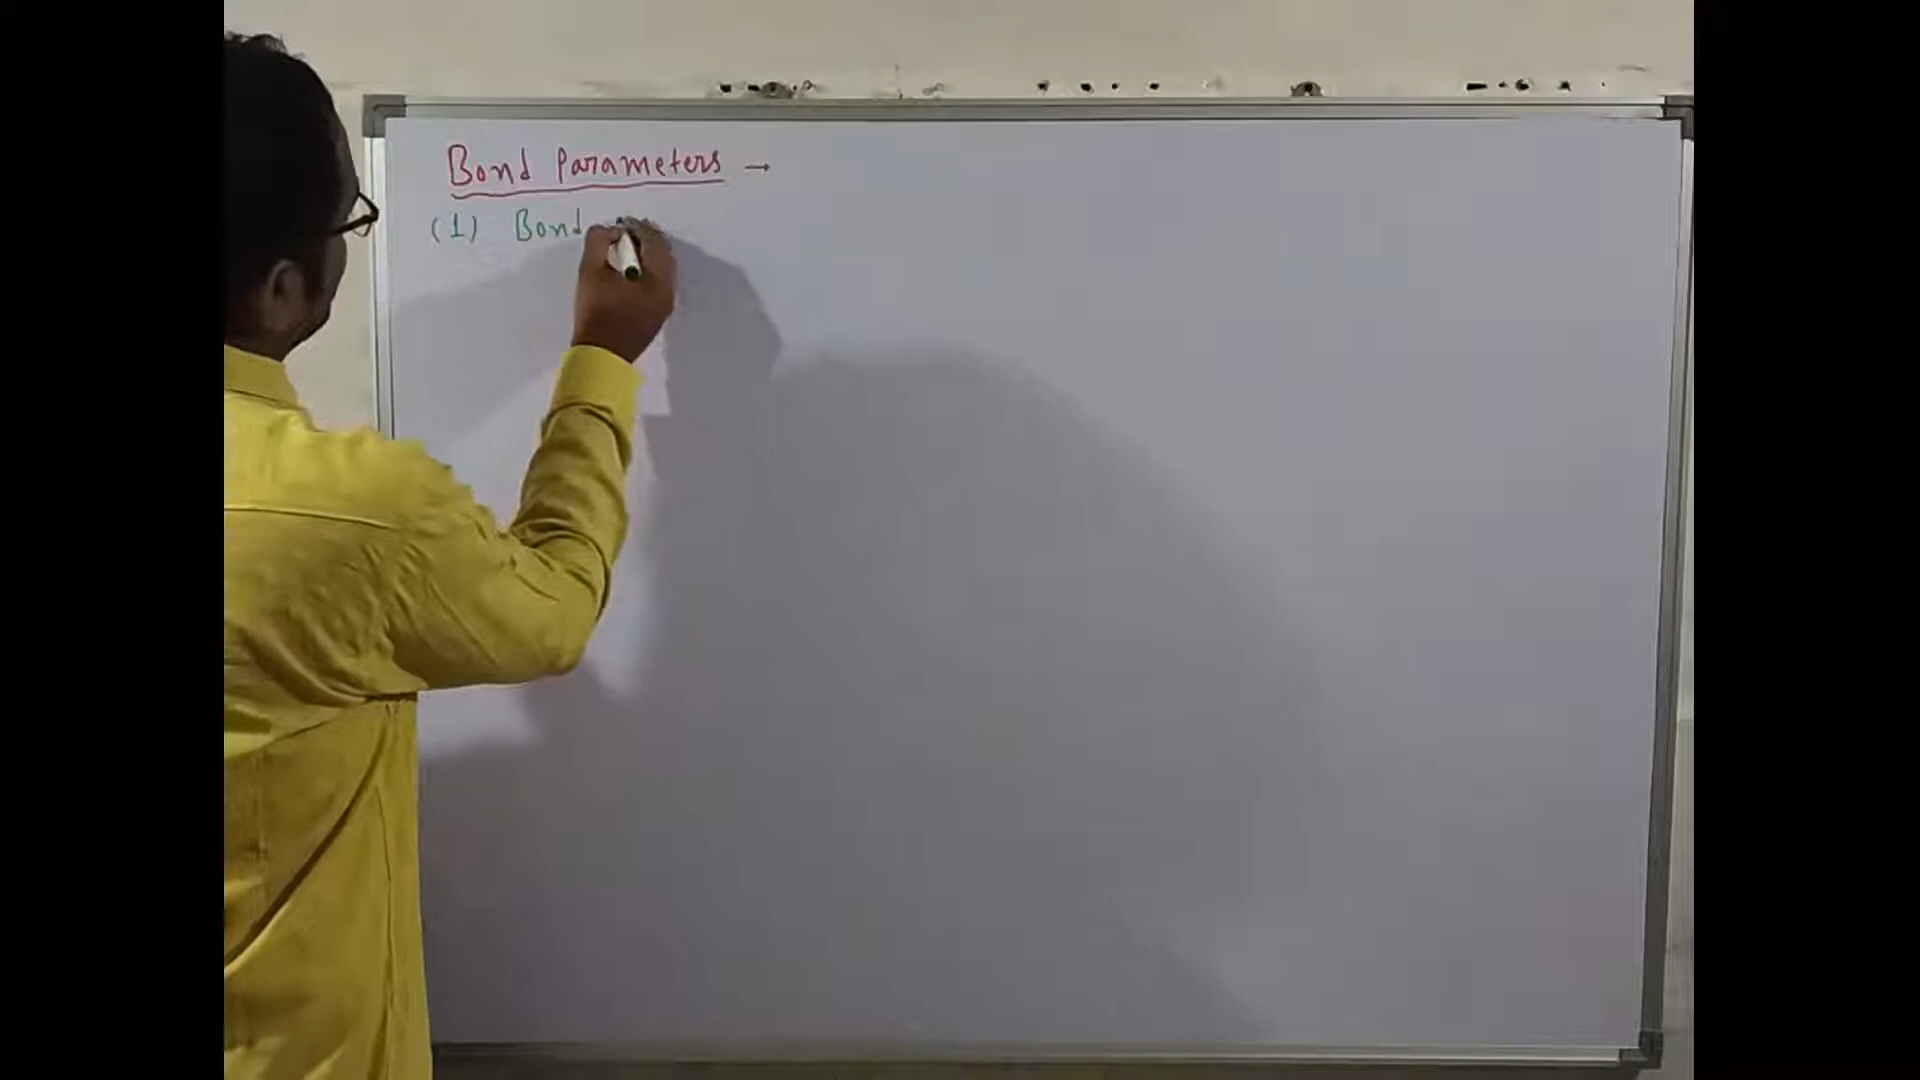 Bond Parameters →
(1) Bond